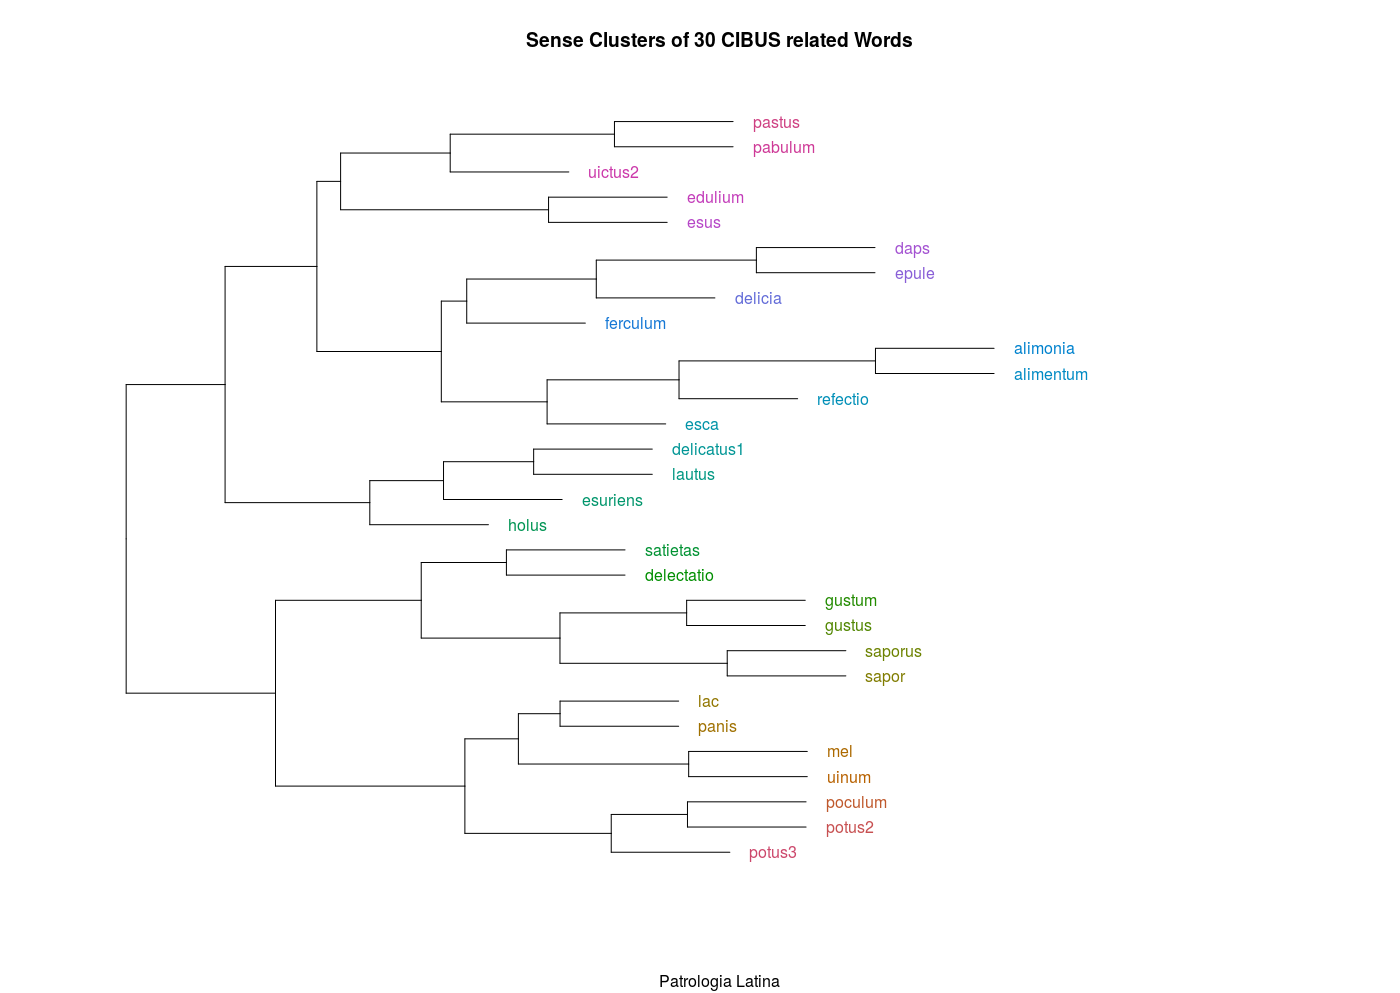 Sense Clusters of 30 CIBUS related Words
pastus
pabulum
uictus2
edulium
esus
daps
epule
delicia
ferculum
alimonia
alimentum
refectio
esca
delicatus1
lautus
esuriens
holus
satietas
delectatio
gustum
gustus
saporus
sapor
lac
panis
mel
uinum
poculum
potus2
potus3
Patrologia Latina